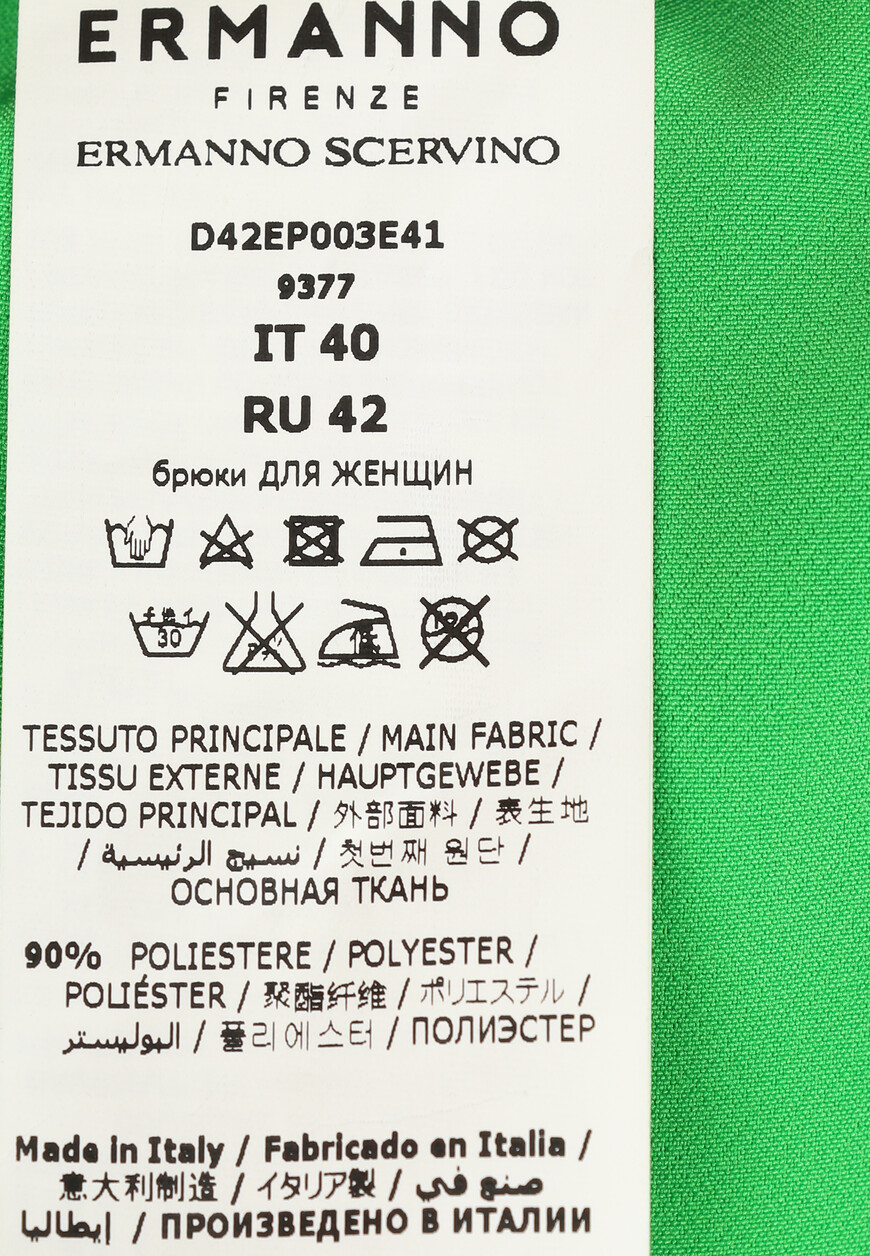 ERMANNO
FIRENZE
ERMANNO SCERVINO
D42EP003E41
9377
IT 40
RU 42
брюки ДЛЯ ЖЕНЩИН
30
低
TESSUTO PRINCIPALE / MAIN FABRIC /
TISSU EXTERNE / HAUPTGEWEBE /
TEJIDO PRINCIPAL / 外部面料 / 表生地
/ نسيج الرئيسية / 첫번째 원단 /
ОСНОВНАЯ ТКАНЬ
90% POLIESTERE / POLYESTER /
POLIÉSTER / 聚酯纤维 / ポリエステル /
البوليستر / 폴리에스터 / ПОЛИЭСТЕР
Made in Italy / Fabricado en Italia /
意大利制造 / イタリア製 / صنع في
إيطاليا / ПРОИЗВЕДЕНО В ИТАЛИИ